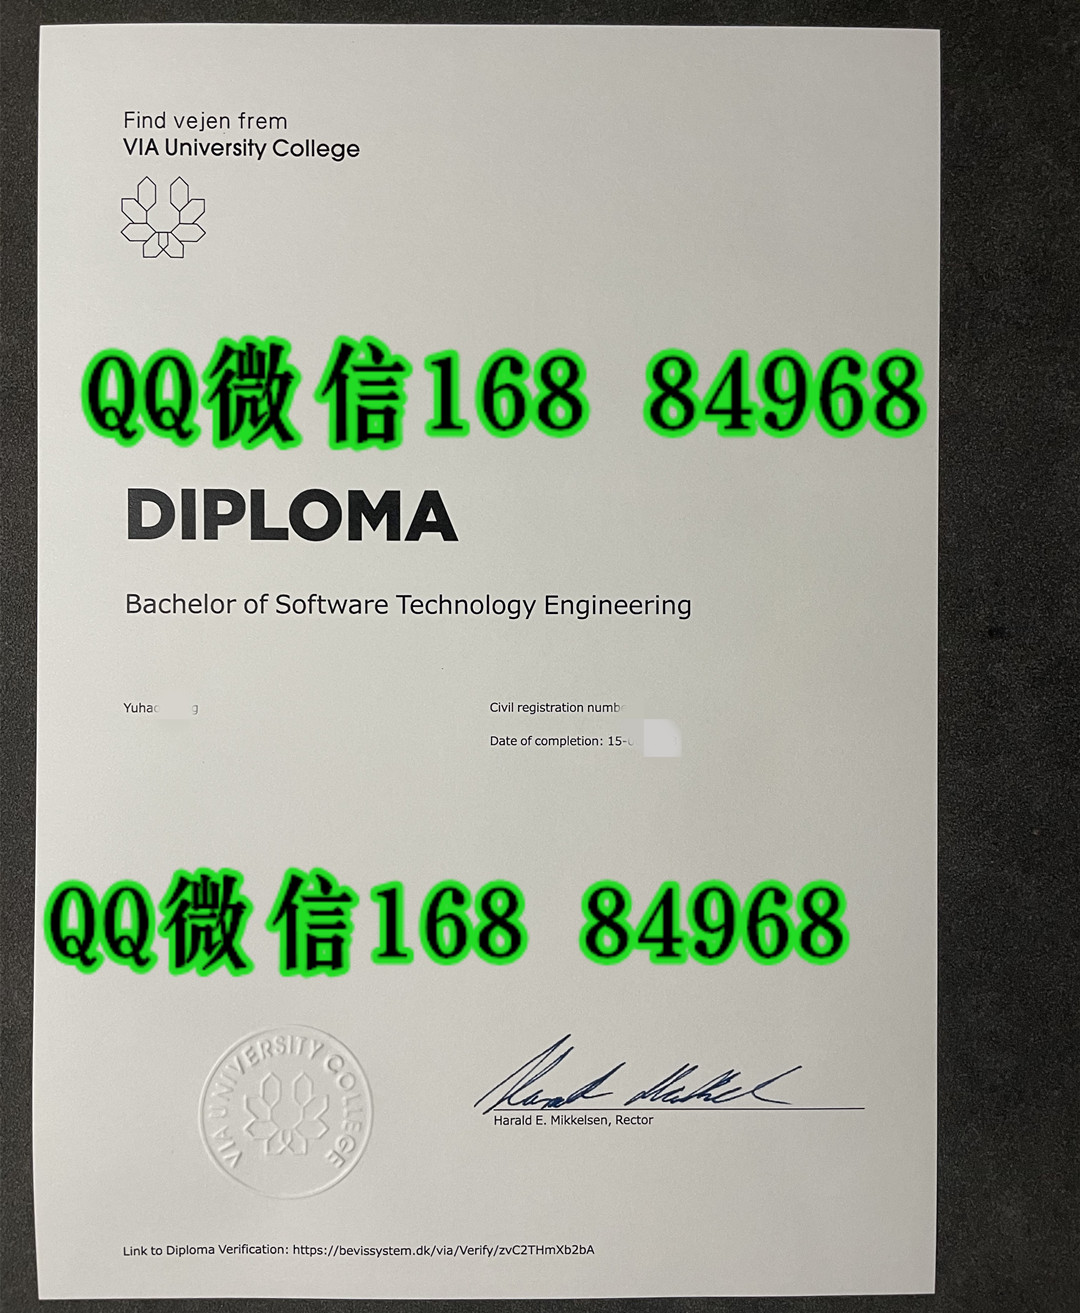 Find vejen frem
VIA University College
QQ微信168 84968
DIPLOMA
Bachelor of Software Technology Engineering
Civil registration
Date of completion:
QQ微信168 84968
VIA UNIVERSITY COLLEGE
Harald E. Mikkelsen, Rector
Link to Diploma Verification: https://bevissystem.dk/via/Verify/zvC2THmXb2bA